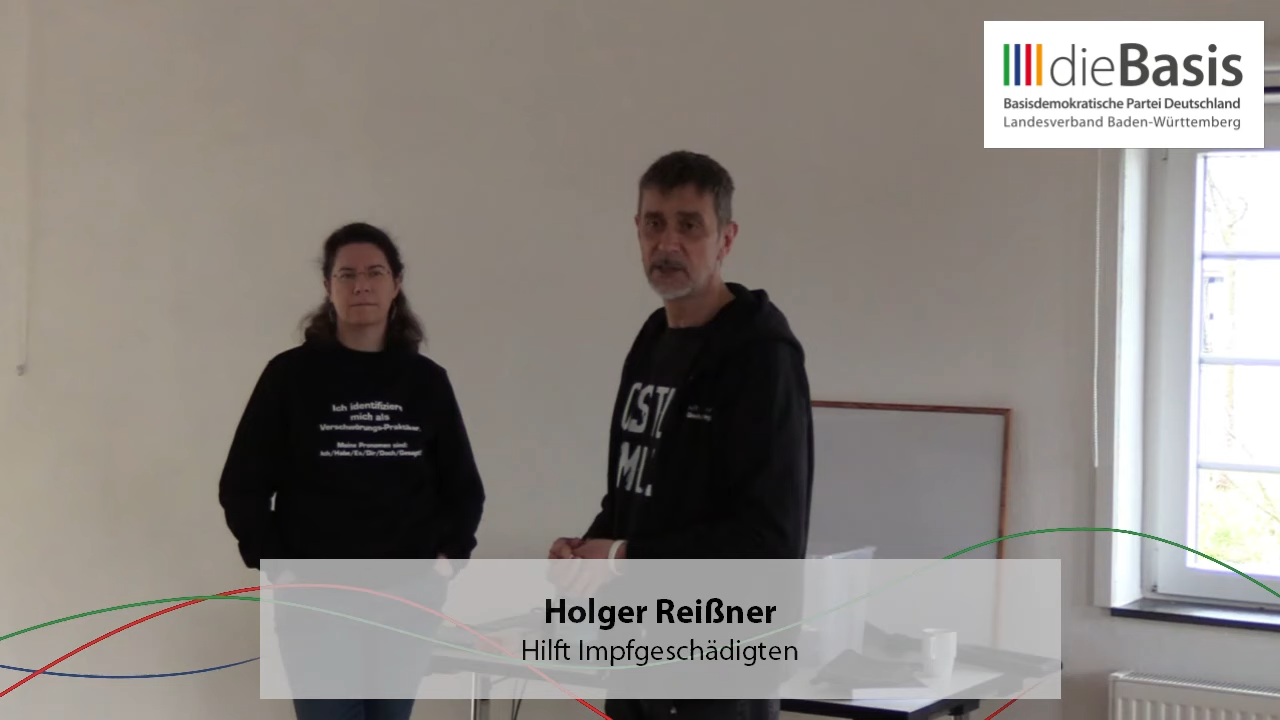 dieBasis
Basisdemokratische Partei Deutschland
Landesverband Baden-Württemberg
Ich identifiziere
mich als
Verschwörungs-Praktiker.
Meine Pronomen sind:
Ich/Habe/Es/Dir/Doch/Gesagt!
Holger Reißner
Hilft Impfgeschädigten